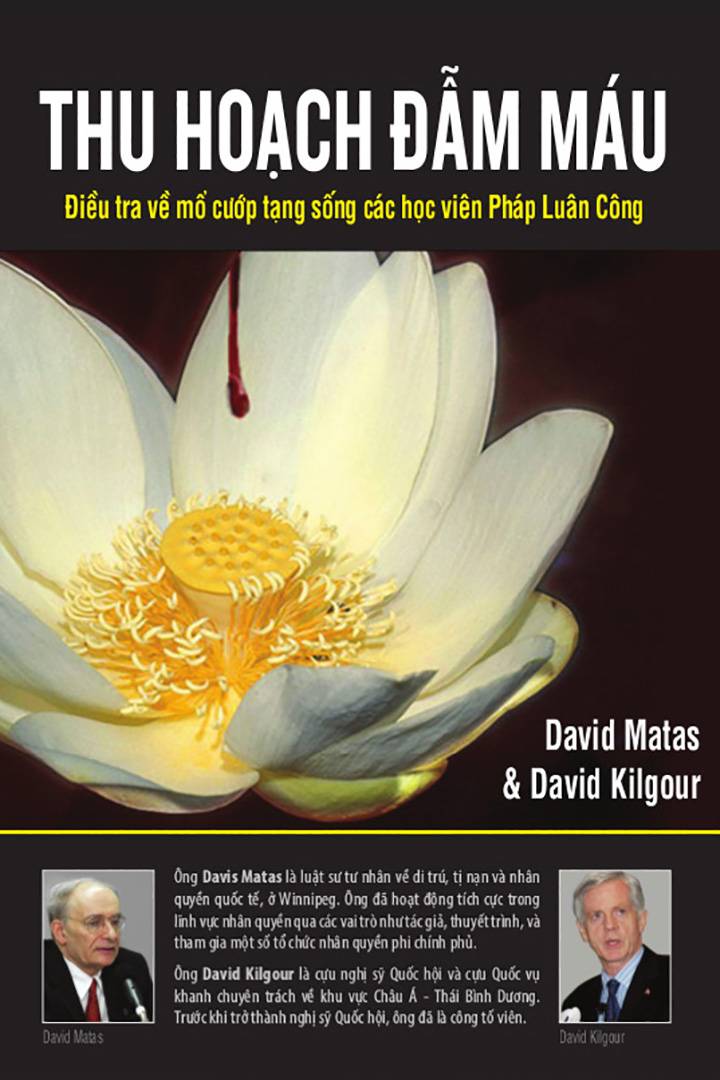 THU HOẠCH ĐẪM MÁU
Điều tra về mổ cướp tạng sống các học viên Pháp Luân Công
David Matas
& David Kilgour
Ông Davis Matas là luật sư tư nhân về di trú, tị nạn và nhân
quyền quốc tế, ở Winnipeg. Ông đã hoạt động tích cực trong
lĩnh vực nhân quyền qua các vai trò như tác giả, thuyết trình, và
tham gia một số tổ chức nhân quyền phi chính phủ.
Ông David Kilgour là cựu nghị sỹ Quốc hội và cựu Quốc vụ
khanh chuyên trách về khu vực Châu Á - Thái Bình Dương.
Trước khi trở thành nghị sỹ Quốc hội, ông đã là công tố viên.
David Matas
David Kilgour